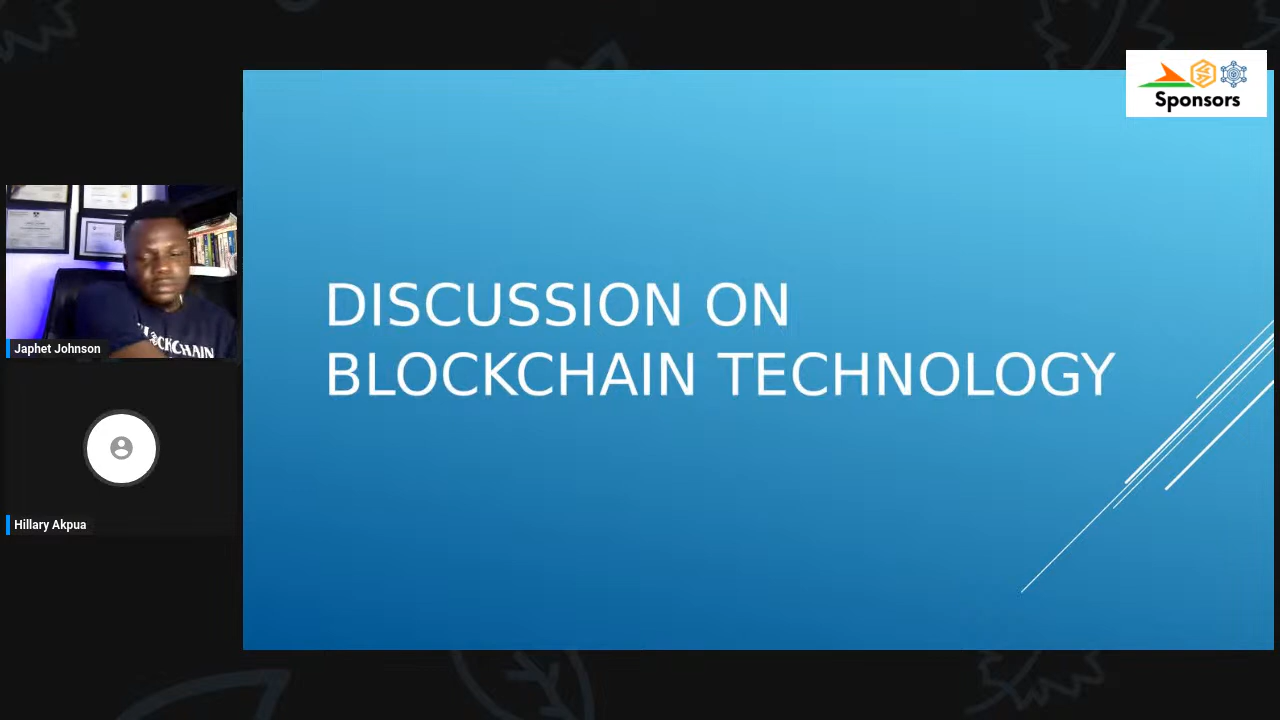 Sponsors
DISCUSSION ON
BLOCKCHAIN TECHNOLOGY
BLOCKCHAIN
Japhet Johnson
Hillary Akpua